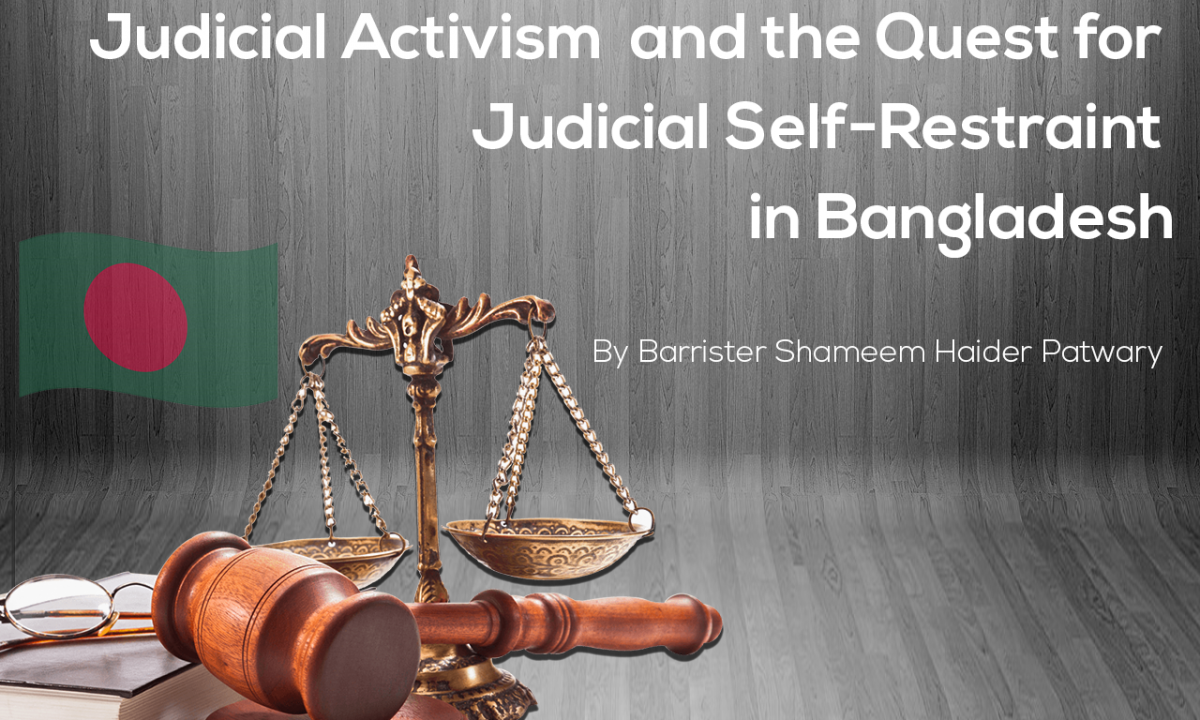 Judicial Activism and the Quest for
Judicial Self-Restraint
in Bangladesh
By Barrister Shameem Haider Patwary